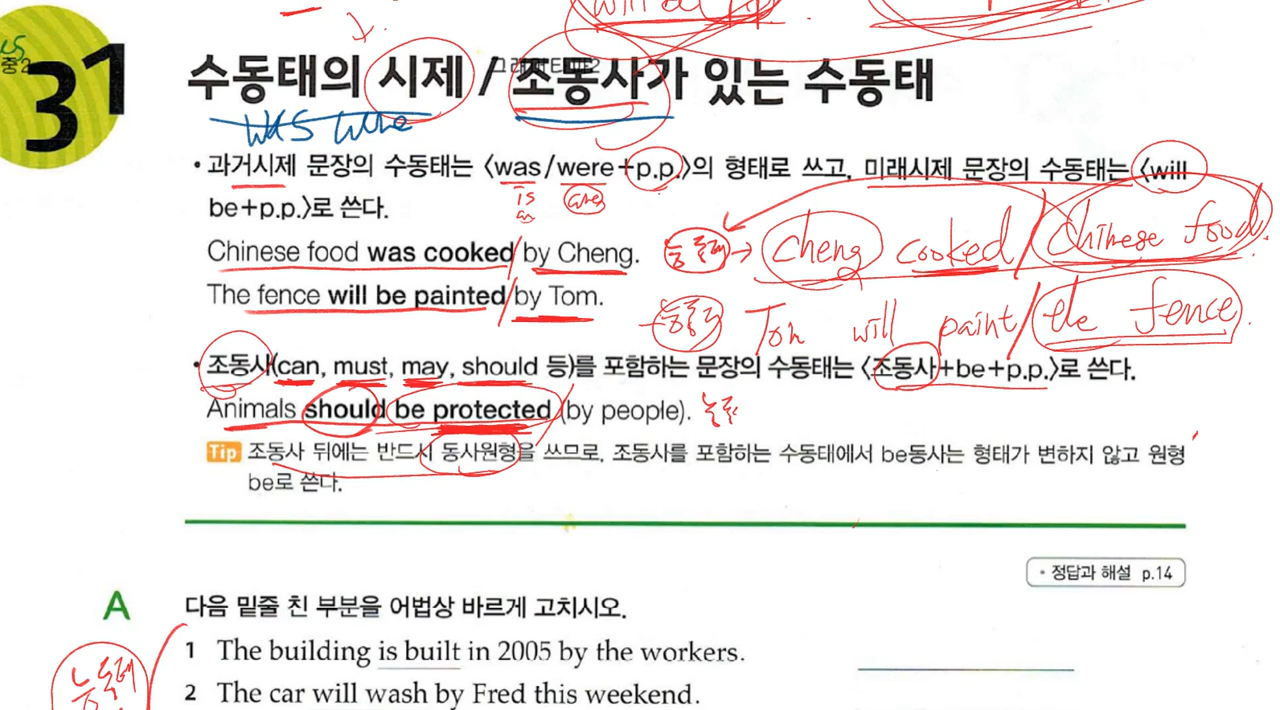 will be p.p.
중2
31
그래머타파2
수동태의 시제 / 조동사가 있는 수동태
was were
• 과거시제 문장의 수동태는 〈was/were+p.p.〉의 형태로 쓰고, 미래시제 문장의 수동태는 〈will
is are
be+p.p.〉로 쓴다.
Chinese food was cooked/by Cheng. 능동태 → cheng cooked / chinese food.
The fence will be painted/by Tom. Tom will paint/the fence.
• 조동사(can, must, may, should 등)를 포함하는 문장의 수동태는 〈조동사+be+p.p.〉로 쓴다.
Animals should be protected (by people).
Tip 조동사 뒤에는 반드시 동사원형을 쓰므로, 조동사를 포함하는 수동태에서 be동사는 형태가 변하지 않고 원형
be로 쓴다.
• 정답과 해설 p.14
A 다음 밑줄 친 부분을 어법상 바르게 고치시오.
1 The building is built in 2005 by the workers.
능동태
2 The car will wash by Fred this weekend.